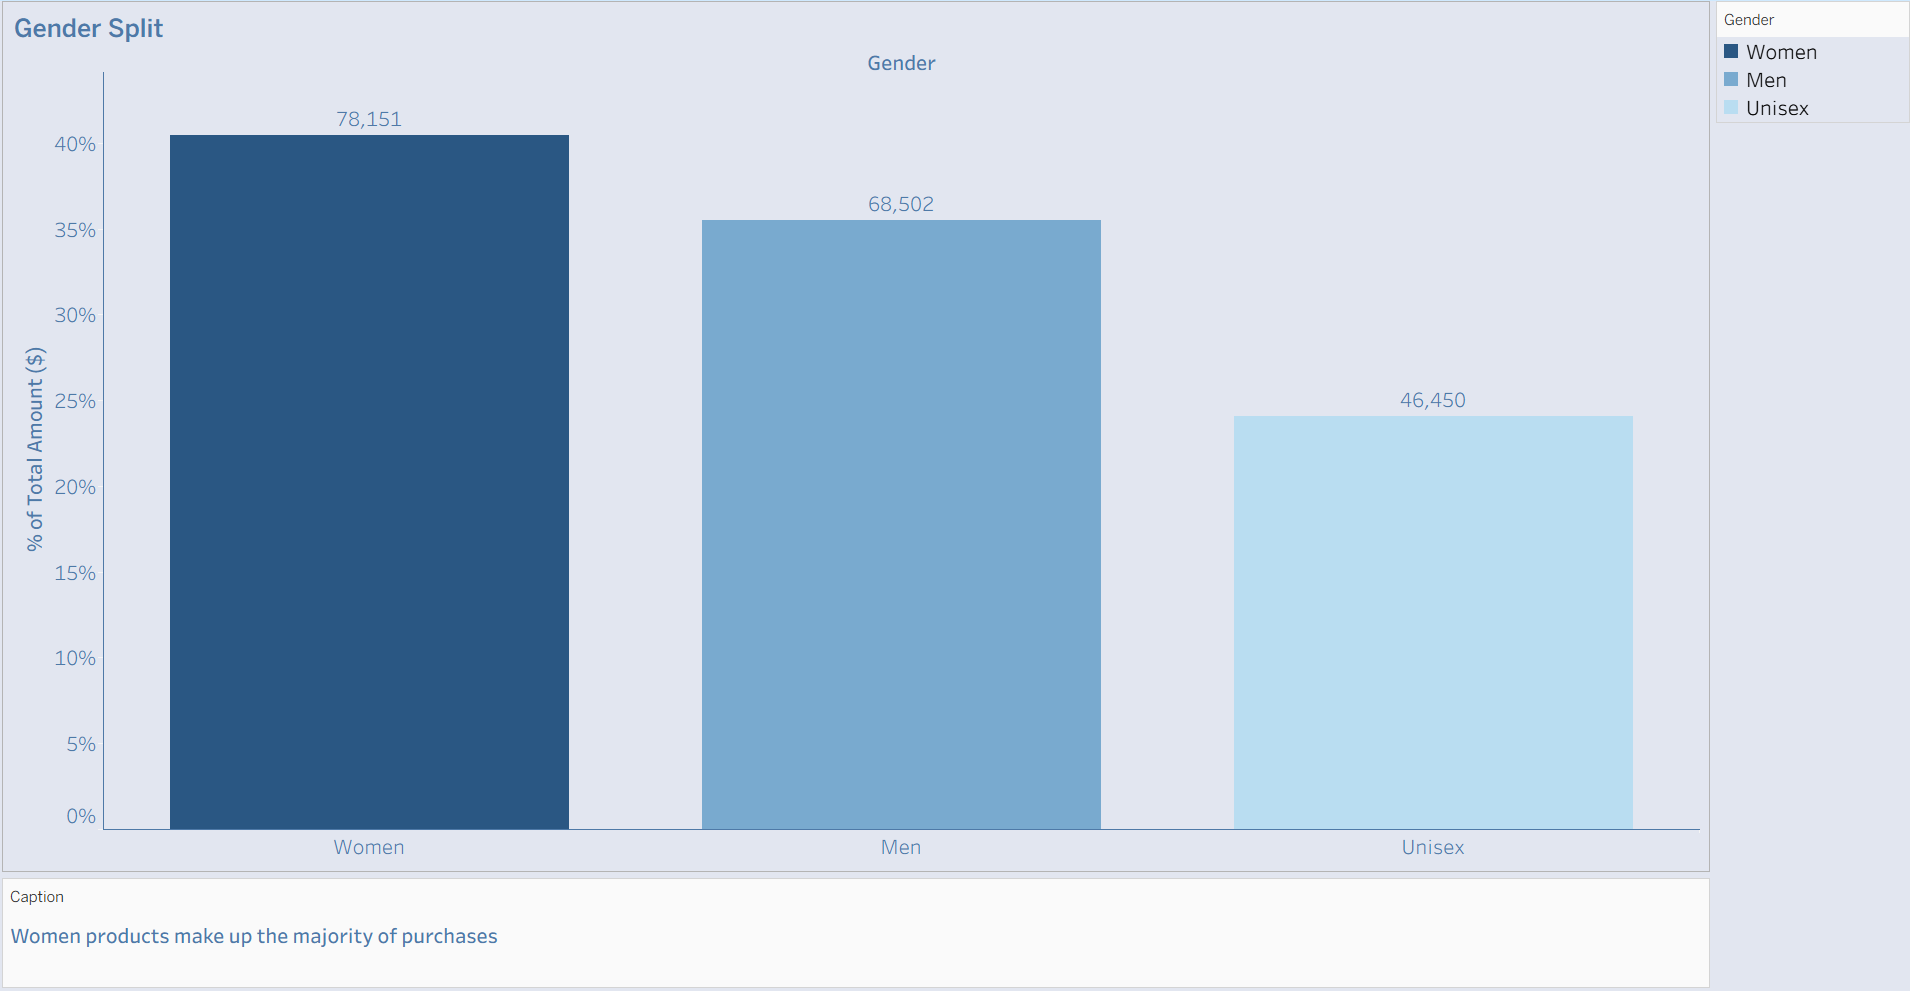 Gender Split
Gender
78,151
68,502
46,450
40%
35%
30%
25%
20%
15%
10%
5%
0%
% of Total Amount ($)
Women
Men
Unisex
Gender
Women
Men
Unisex
Caption
Women products make up the majority of purchases